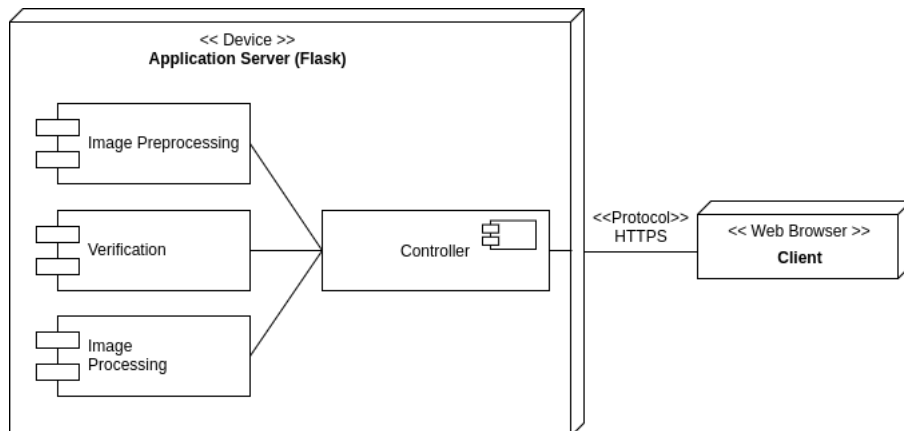 << Device >>
Application Server (Flask)
Image Preprocessing
Verification
Image
Processing
Controller
<<Protocol>>
HTTPS
<< Web Browser >>
Client